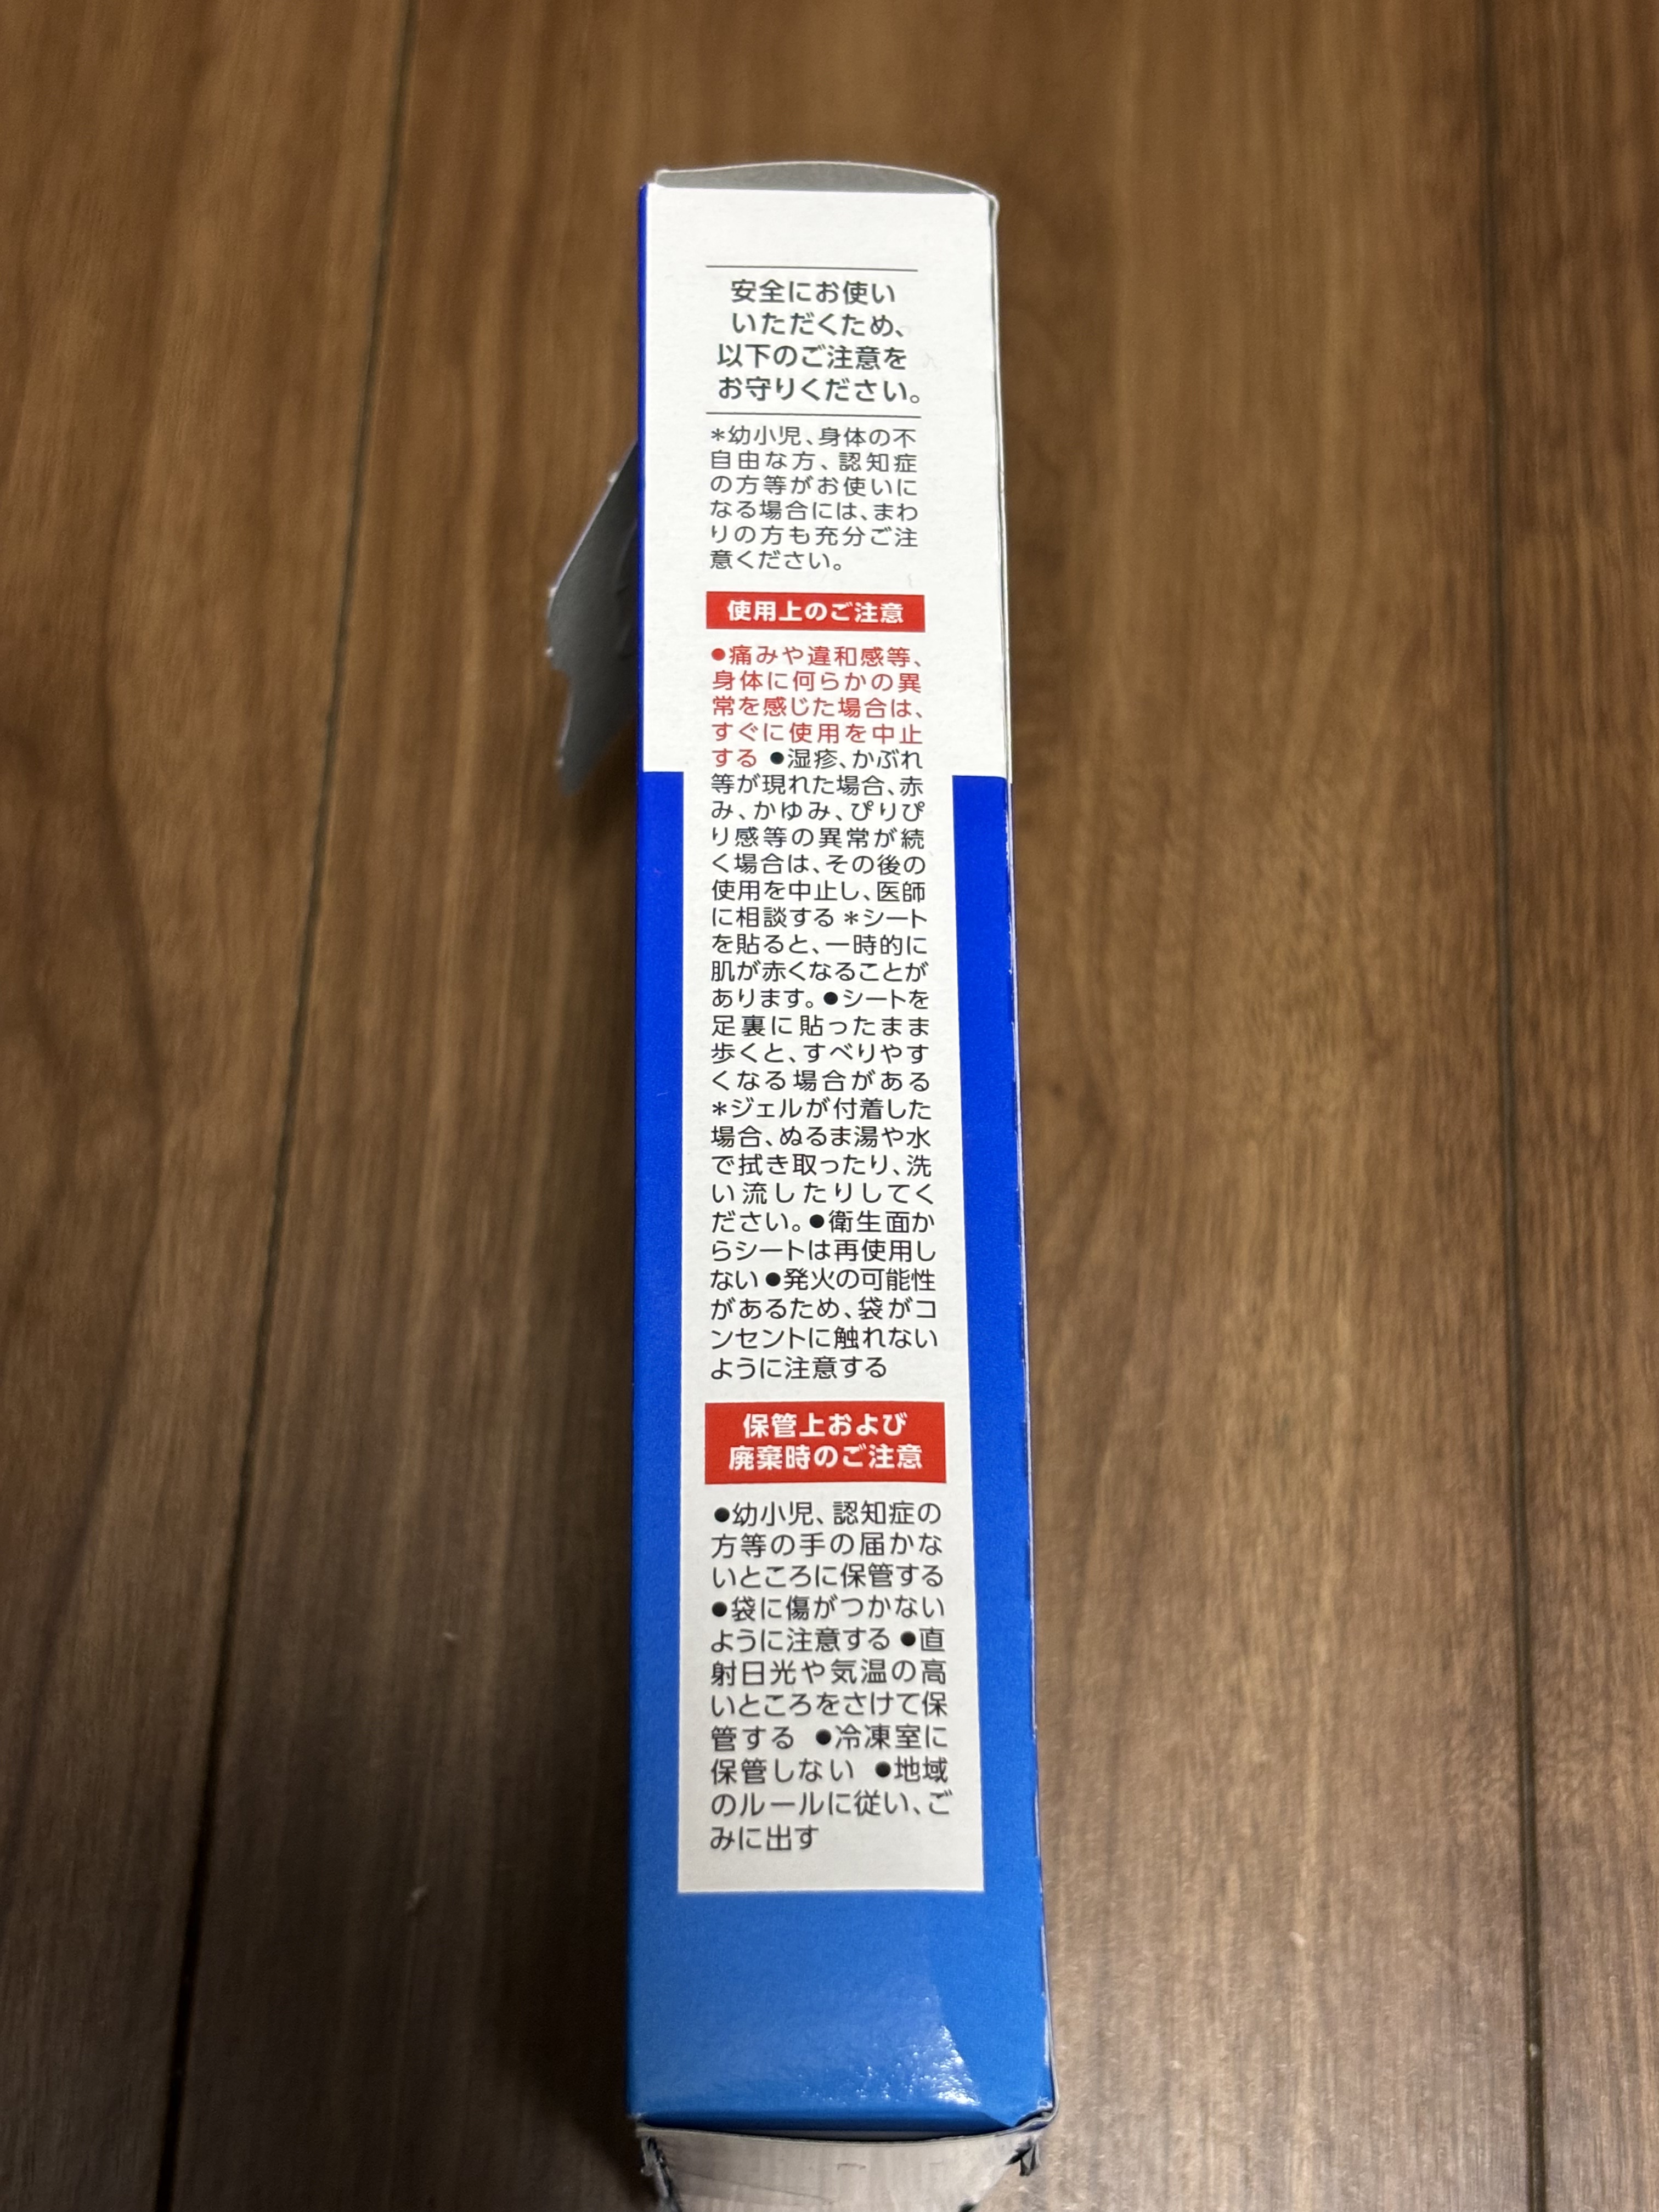 安全にお使い
いただくため、
以下のご注意を
お守りください。
*幼小児、身体の不
自由な方、認知症
の方等がお使いに
なる場合には、まわ
りの方も充分ご注
意ください。
使用上のご注意
●痛みや違和感等、
身体に何らかの異
常を感じた場合は、
すぐに使用を中止
する ●湿疹、かぶれ
等が現れた場合、赤
み、かゆみ、ぴりぴ
り感等の異常が続
く場合は、その後の
使用を中止し、医師
に相談する *シート
を貼ると、一時的に
肌が赤くなることが
あります。●シートを
足裏に貼ったまま
歩くと、すべりやす
くなる場合がある
*ジェルが付着した
場合、ぬるま湯や水
で拭き取ったり、洗
い流したりしてく
ださい。●衛生面か
らシートは再使用し
ない ●発火の可能性
があるため、袋がコ
ンセントに触れない
ように注意する
保管上および
廃棄時のご注意
●幼小児、認知症の
方等の手の届かな
いところに保管する
●袋に傷がつかない
ように注意する ●直
射日光や気温の高
いところをさけて保
管する ●冷凍室に
保管しない ●地域
のルールに従い、ご
みに出す